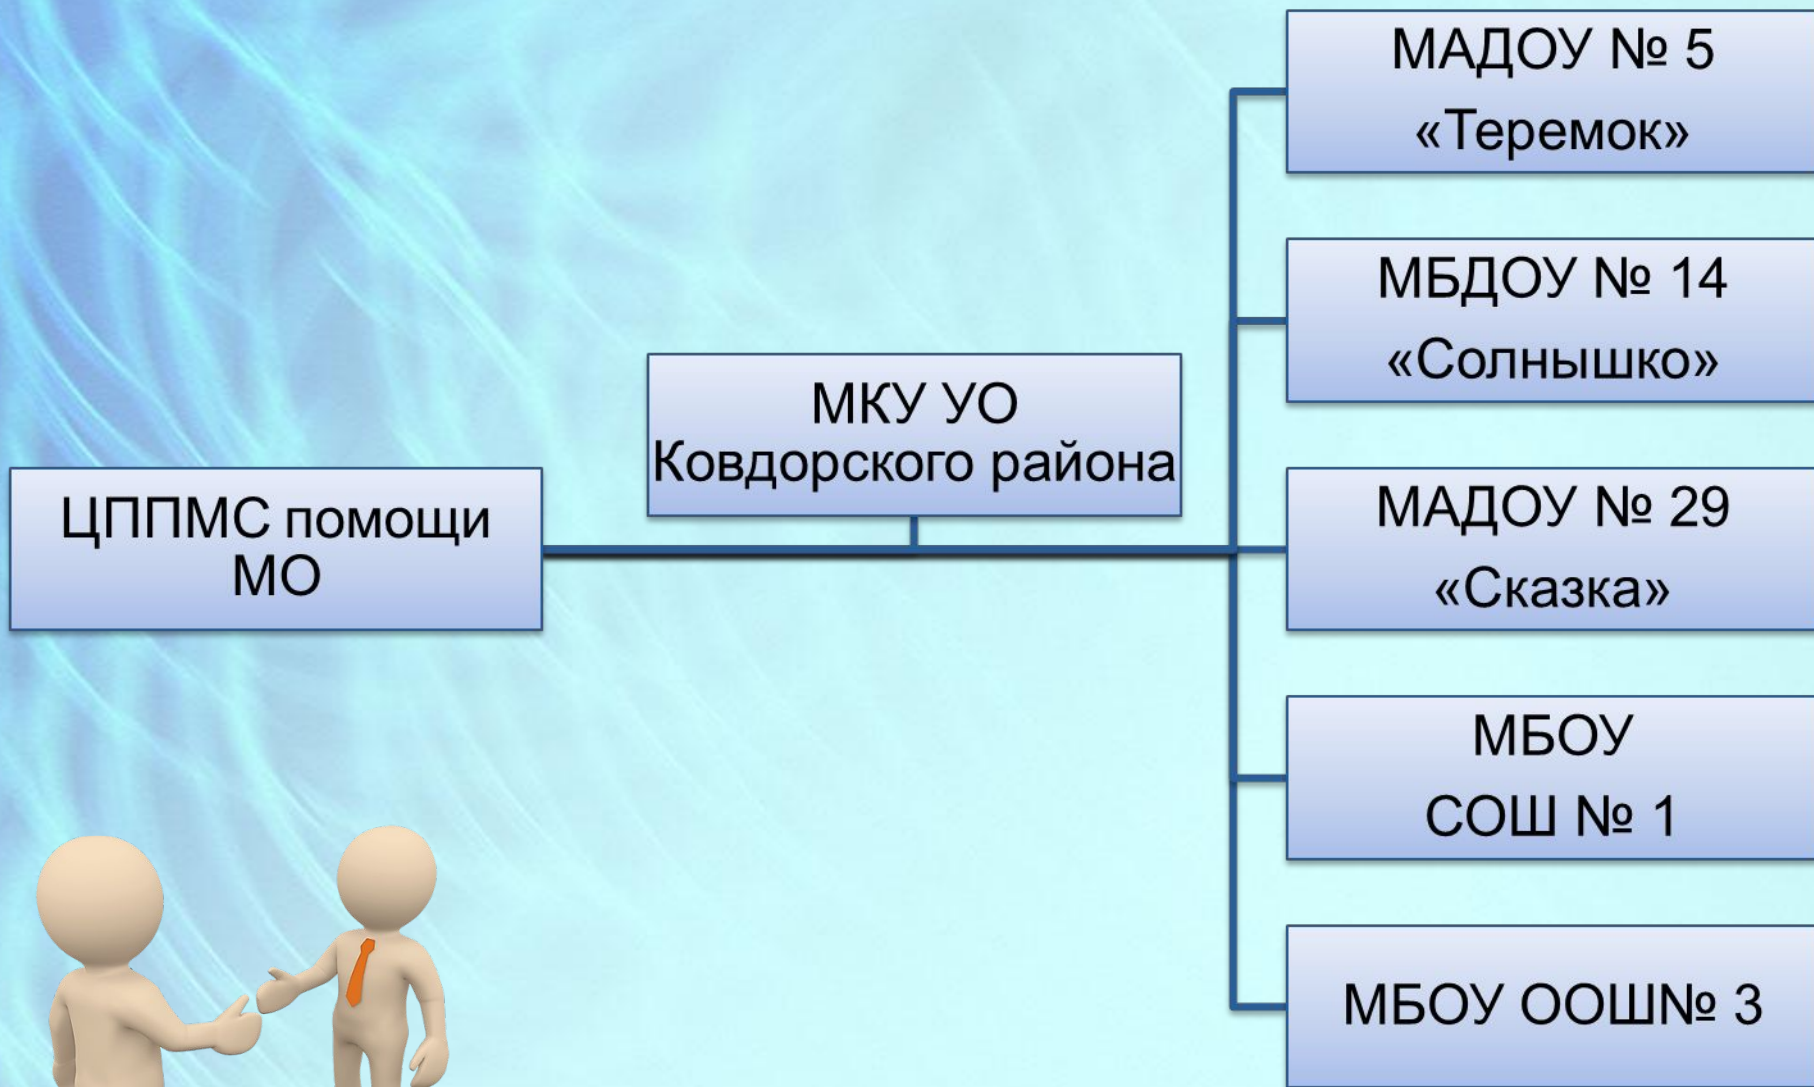 ЦППМС помощи
МО
МКУ УО
Ковдорского района
МАДОУ № 5
«Теремок»
МБДОУ № 14
«Солнышко»
МАДОУ № 29
«Сказка»
МБОУ
СОШ № 1
МБОУ ООШ№ 3